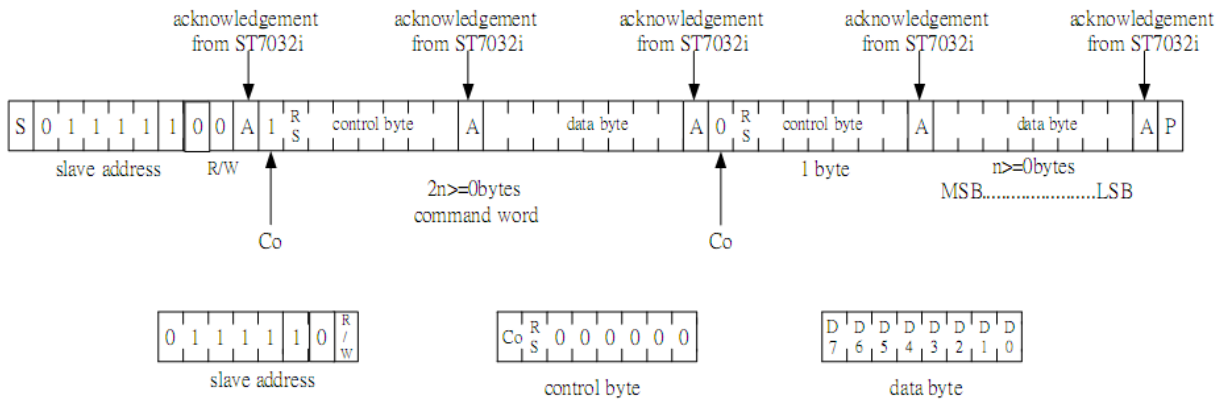 acknowledgement acknowledgement acknowledgement acknowledgement acknowledgement
from ST7032i from ST7032i from ST7032i from ST7032i from ST7032i
S 0 1 1 1 1 1 0 0 A 1 RS control byte A data byte A 0 RS control byte A data byte A P
slave address R/W 1 byte n>=0bytes
2n>=0bytes MSB.......................LSB
command word
Co Co
0 1 1 1 1 1 0 R/W Co RS 0 0 0 0 0 0 D7 D6 D5 D4 D3 D2 D1 D0
slave address control byte data byte